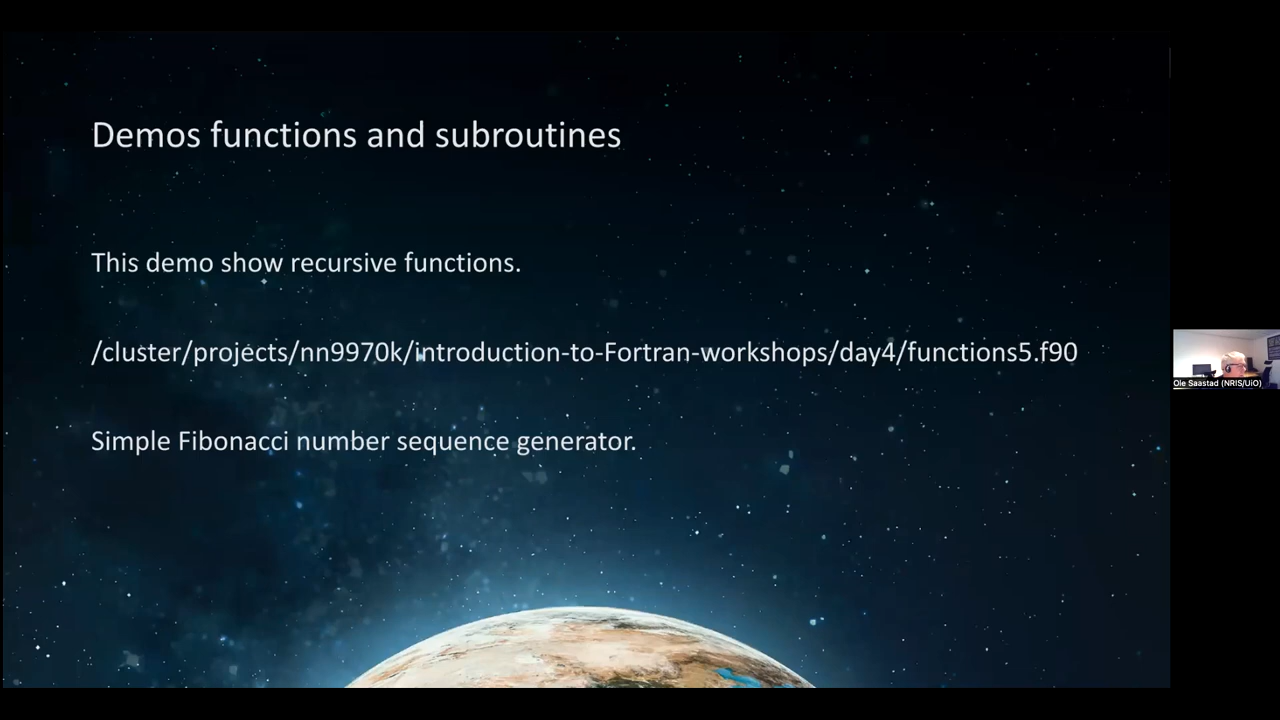 Demos functions and subroutines
This demo show recursive functions.
/cluster/projects/nn9970k/introduction-to-Fortran-workshops/day4/functions5.f90
Simple Fibonacci number sequence generator.
Ole Saastad (NRIS/UiO)